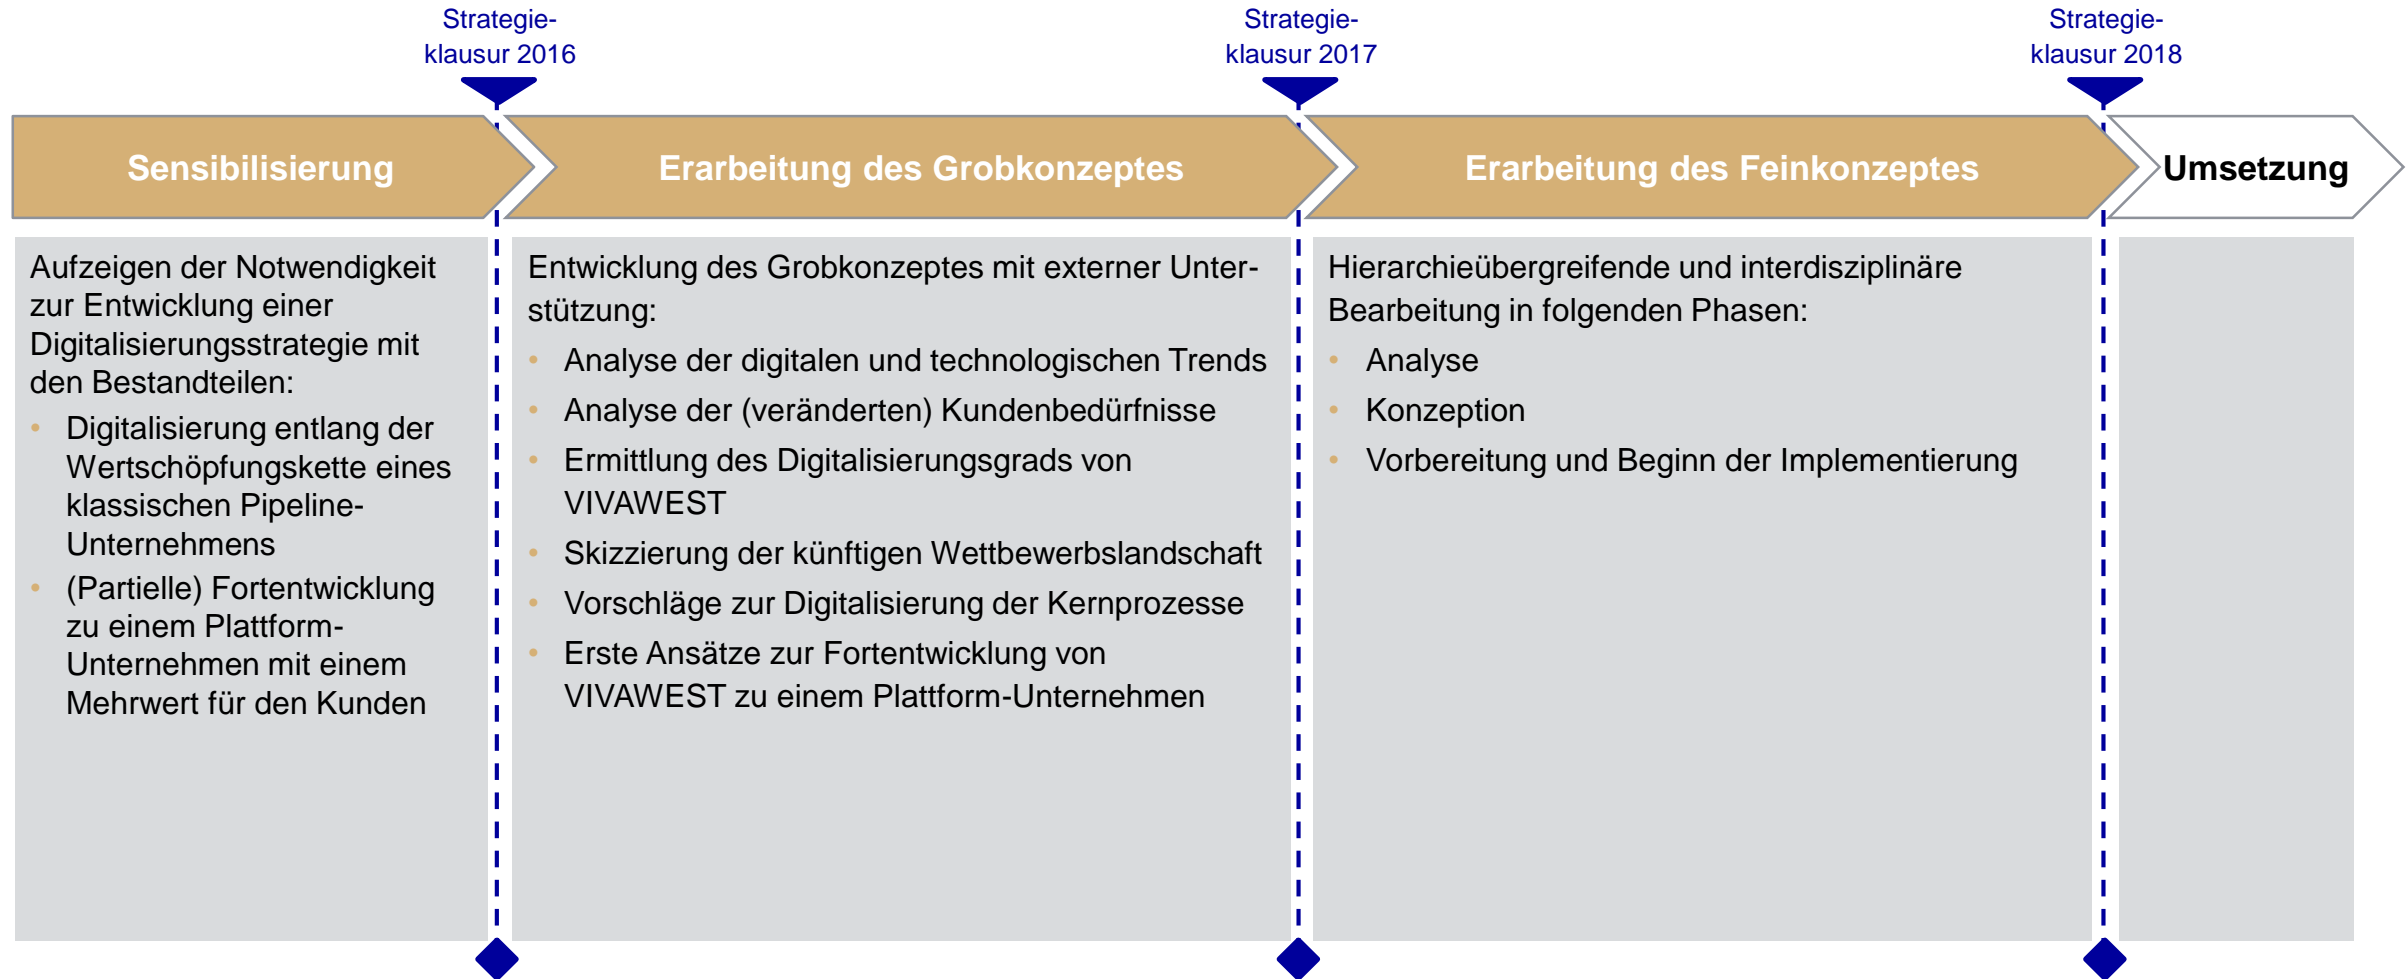 Strategie-
klausur 2016
Strategie-
klausur 2017
Strategie-
klausur 2018
Sensibilisierung
Erarbeitung des Grobkonzeptes
Erarbeitung des Feinkonzeptes
Umsetzung
Aufzeigen der Notwendigkeit
zur Entwicklung einer
Digitalisierungsstrategie mit
den Bestandteilen:
• Digitalisierung entlang der
Wertschöpfungskette eines
klassischen Pipeline-
Unternehmens
• (Partielle) Fortentwicklung
zu einem Plattform-
Unternehmen mit einem
Mehrwert für den Kunden
Entwicklung des Grobkonzeptes mit externer Unter-
stützung:
• Analyse der digitalen und technologischen Trends
• Analyse der (veränderten) Kundenbedürfnisse
• Ermittlung des Digitalisierungsgrads von
VIVAWEST
• Skizzierung der künftigen Wettbewerbslandschaft
• Vorschläge zur Digitalisierung der Kernprozesse
• Erste Ansätze zur Fortentwicklung von
VIVAWEST zu einem Plattform-Unternehmen
Hierarchieübergreifende und interdisziplinäre
Bearbeitung in folgenden Phasen:
• Analyse
• Konzeption
• Vorbereitung und Beginn der Implementierung